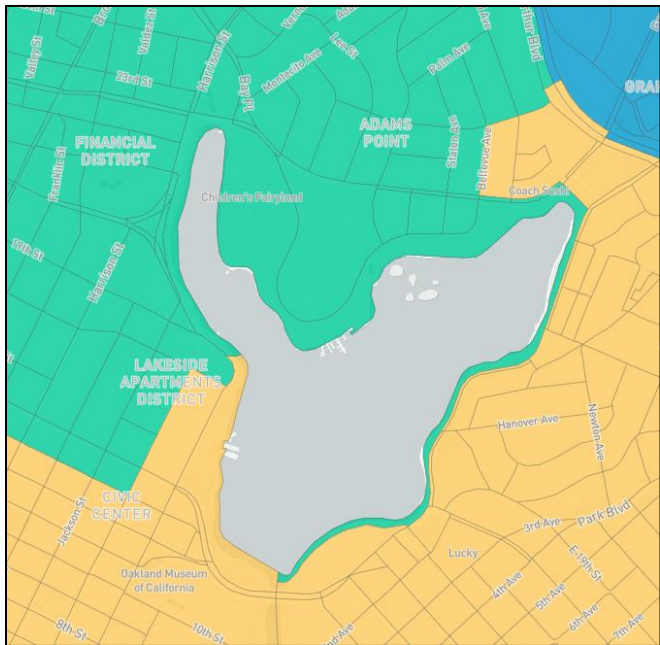 Valley St
Valdez St
Harrison St
Montecito Ave
Lee St
Palm Ave
23rd St
Bay Pl
FINANCIAL
DISTRICT
ADAMS
POINT
Staten Ave
Bellevue Ave
Franklin St
Children's Fairyland
Coach Sushi
19th St
Harrison St
LAKESIDE
APARTMENTS
DISTRICT
Hanover Ave
Newton Ave
CIVIC
CENTER
Jackson St
3rd Ave
Park Blvd
Lucky
E 19th St
Oakland Museum
of California
4th Ave
5th Ave
6th Ave
7th Ave
8th St
10th St